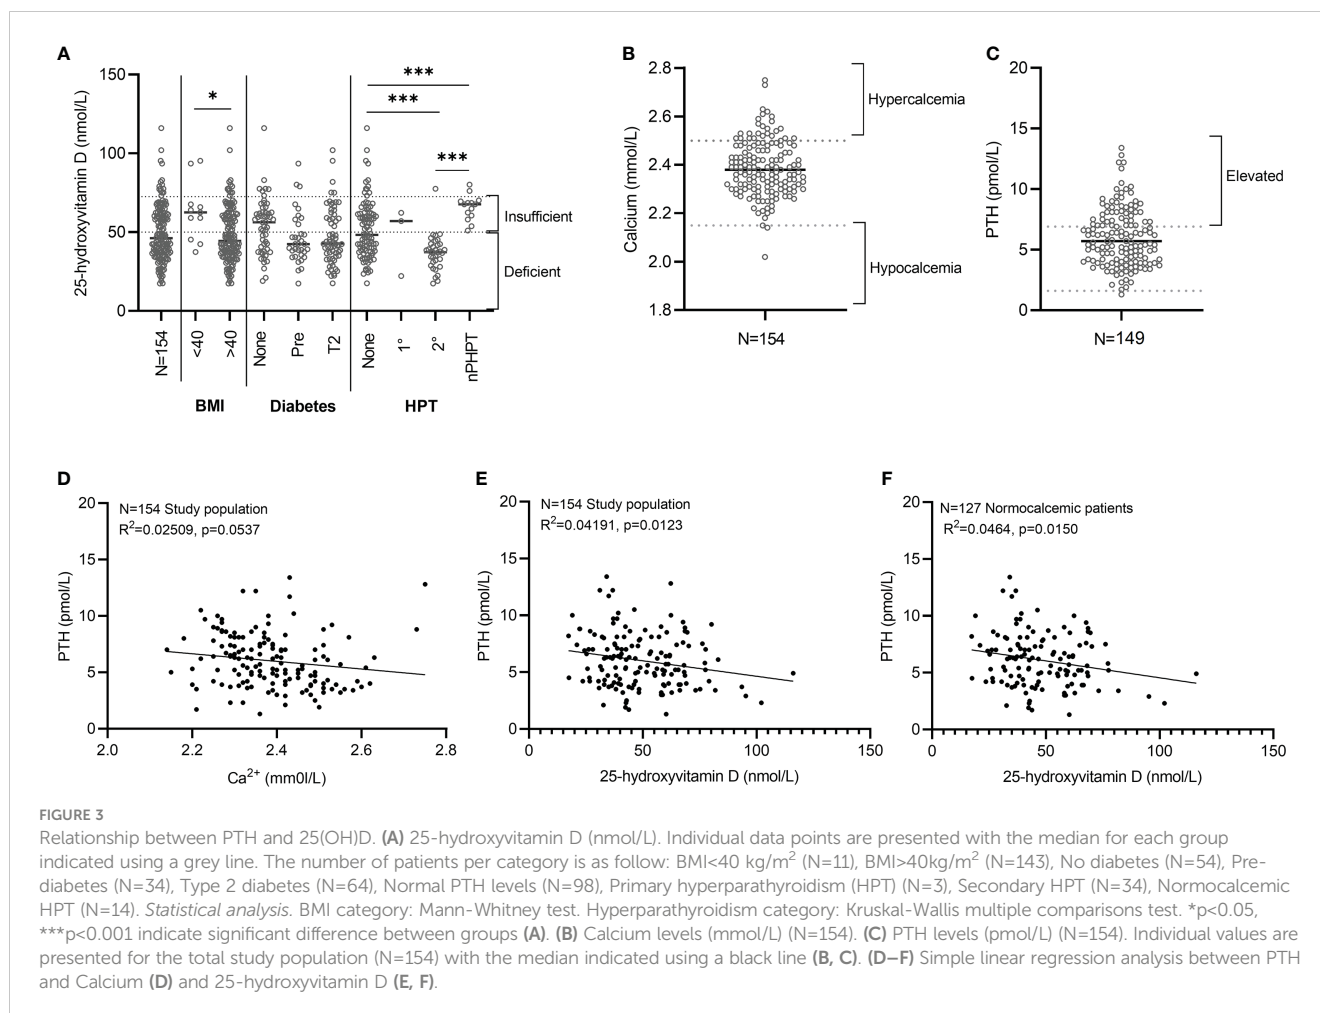 A
B
C
150
100
50
0
25-hydroxyvitamin D (nmol/L)
*
***
***
***
Insufficient
Deficient
N=154
<40
>40
None
Pre
T2
None
1°
2°
nPHPT
BMI
Diabetes
HPT
2.8
2.6
2.4
2.2
2.0
1.8
Calcium (mmol/L)
Hypercalcemia
Hypocalcemia
N=154
20
15
10
5
0
PTH (pmol/L)
Elevated
N=149
D
E
F
20
15
10
5
0
PTH (pmol/L)
N=154 Study population
R²=0.02509, p=0.0537
2.0
2.2
2.4
2.6
2.8
Ca²⁺ (mm0l/L)
20
15
10
5
0
PTH (pmol/L)
N=154 Study population
R²=0.04191, p=0.0123
0
50
100
150
25-hydroxyvitamin D (nmol/L)
20
15
10
5
0
PTH (pmol/L)
N=127 Normocalcemic patients
R²=0.0464, p=0.0150
0
50
100
150
25-hydroxyvitamin D (nmol/L)
FIGURE 3
Relationship between PTH and 25(OH)D. (A) 25-hydroxyvitamin D (nmol/L). Individual data points are presented with the median for each group
indicated using a grey line. The number of patients per category is as follow: BMI<40 kg/m² (N=11), BMI>40kg/m² (N=143), No diabetes (N=54), Pre-
diabetes (N=34), Type 2 diabetes (N=64), Normal PTH levels (N=98), Primary hyperparathyroidism (HPT) (N=3), Secondary HPT (N=34), Normocalcemic
HPT (N=14). Statistical analysis. BMI category: Mann-Whitney test. Hyperparathyroidism category: Kruskal-Wallis multiple comparisons test. *p<0.05,
***p<0.001 indicate significant difference between groups (A). (B) Calcium levels (mmol/L) (N=154). (C) PTH levels (pmol/L) (N=154). Individual values are
presented for the total study population (N=154) with the median indicated using a black line (B, C). (D–F) Simple linear regression analysis between PTH
and Calcium (D) and 25-hydroxyvitamin D (E, F).